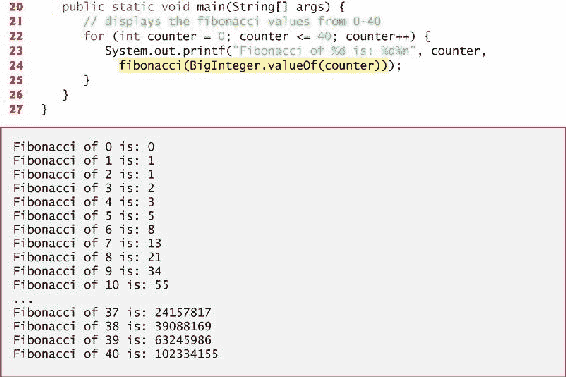 20 public static void main(String[] args) {
21 // displays the fibonacci values from 0-40
22 for (int counter = 0; counter <= 40; counter++) {
23 System.out.printf("Fibonacci of %d is: %d%n", counter,
24 fibonacci(BigInteger.valueOf(counter)));
25 }
26 }
27 }
Fibonacci of 0 is: 0
Fibonacci of 1 is: 1
Fibonacci of 2 is: 1
Fibonacci of 3 is: 2
Fibonacci of 4 is: 3
Fibonacci of 5 is: 5
Fibonacci of 6 is: 8
Fibonacci of 7 is: 13
Fibonacci of 8 is: 21
Fibonacci of 9 is: 34
Fibonacci of 10 is: 55
...
Fibonacci of 37 is: 24157817
Fibonacci of 38 is: 39088169
Fibonacci of 39 is: 63245986
Fibonacci of 40 is: 102334155